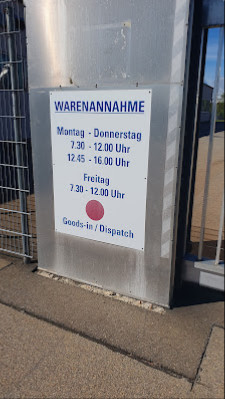 WARENANNAHME
Montag - Donnerstag
7.30 - 12.00 Uhr
12.45 - 16.00 Uhr
Freitag
7.30 - 12.00 Uhr
Goods-in / Dispatch